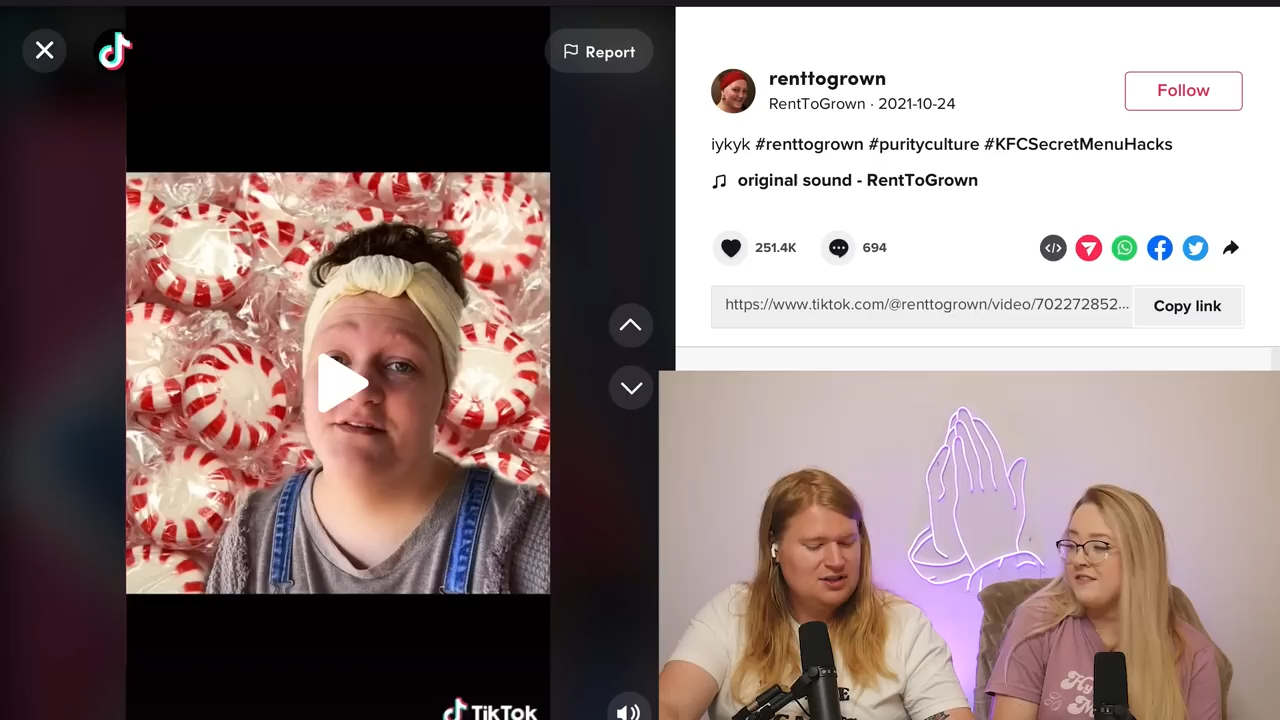 Report
renttogrown
RentToGrown · 2021-10-24
Follow
iykyk #renttogrown #purityculture #KFCSecretMenuHacks
original sound - RentToGrown
251.4K
694
https://www.tiktok.com/@renttogrown/video/702272852...
Copy link
TikTok